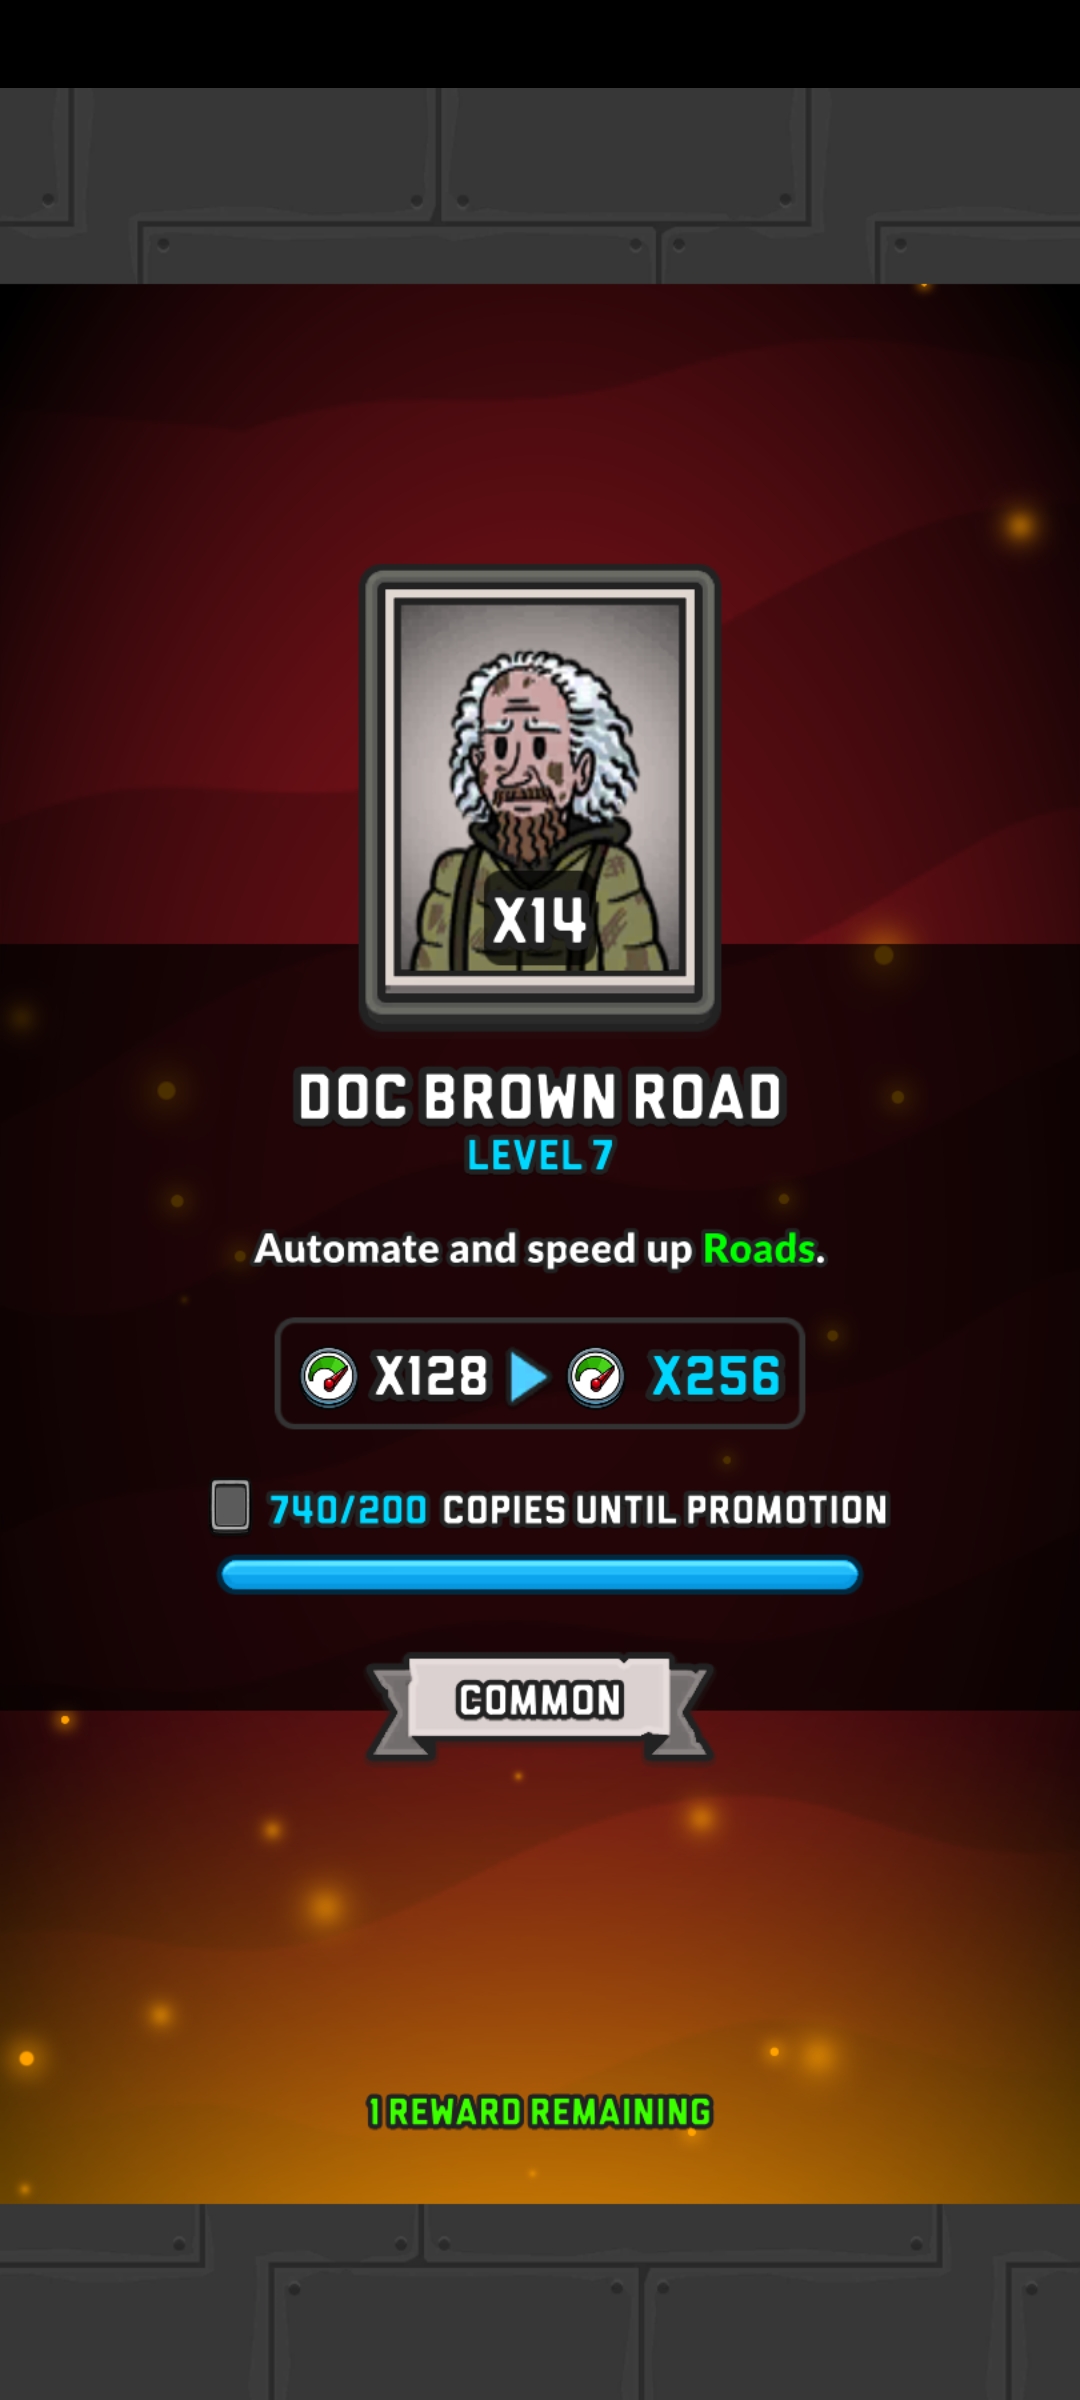 X14
DOC BROWN ROAD
LEVEL 7
Automate and speed up Roads.
X128 X256
740/200 COPIES UNTIL PROMOTION
COMMON
1 REWARD REMAINING